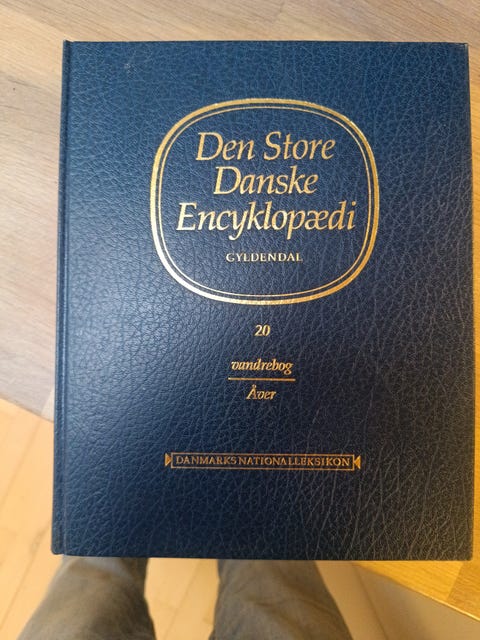 Den Store
Danske
Encyklopædi
GYLDENDAL
20
vandrebog
Åver
DANMARKS NATIONALLEKSIKON